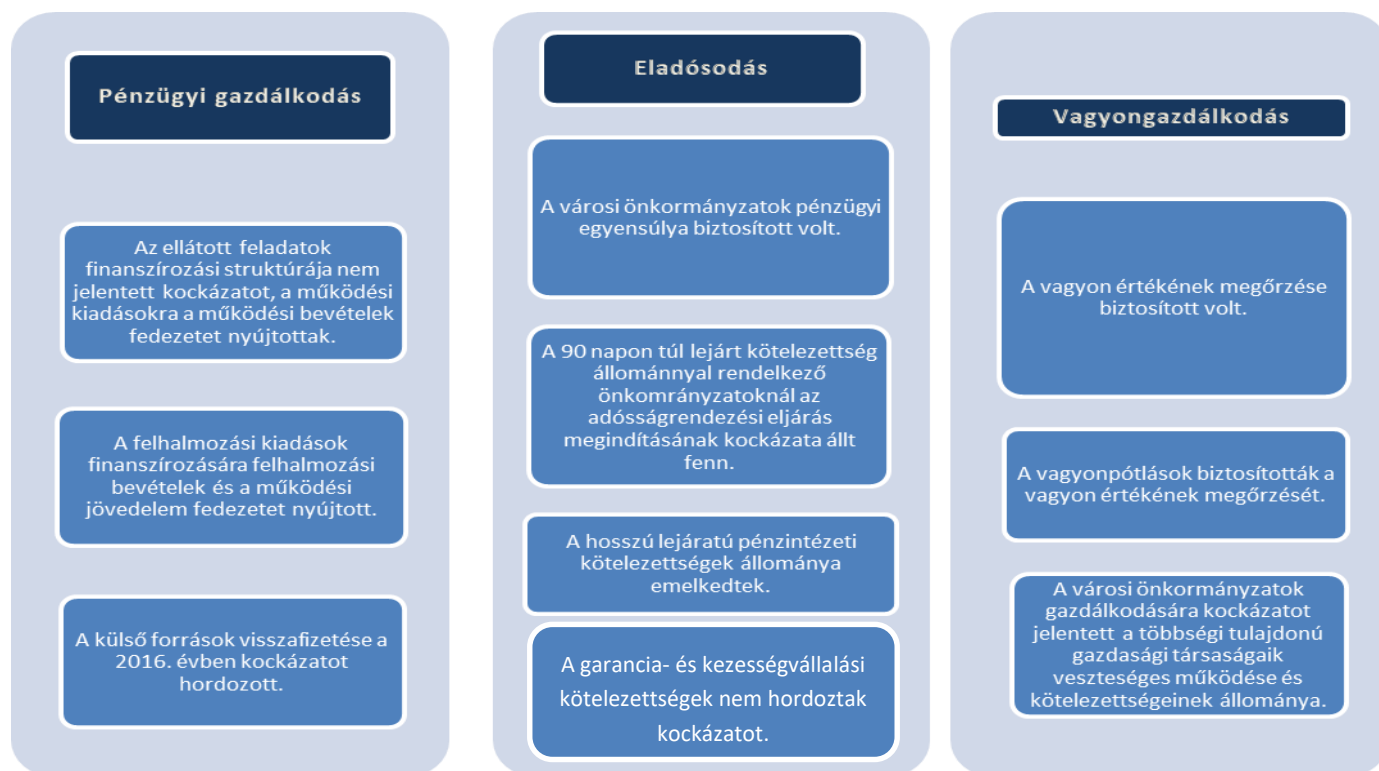 Pénzügyi gazdálkodás
Az ellátott feladatok
finanszírozási struktúrája nem
jelentett kockázatot, a működési
kiadásokra a működési bevételek
fedezetet nyújtottak.
A felhalmozási kiadások
finanszírozására felhalmozási
bevételek és a működési
jövedelem fedezetet nyújtott.
A külső források visszafizetése a
2016. évben kockázatot
hordozott.
Eladósodás
A városi önkormányzatok pénzügyi
egyensúlya biztosított volt.
A 90 napon túl lejárt kötelezettség
állománnyal rendelkező
önkomrányzatoknál az
adósságrendezési eljárás
megindításának kockázata állt
fenn.
A hosszú lejáratú pénzintézeti
kötelezettségek állománya
emelkedtek.
A garancia- és kezességvállalási
kötelezettségek nem hordoztak
kockázatot.
Vagyongazdálkodás
A vagyon értékének megőrzése
biztosított volt.
A vagyonpótlások biztosították a
vagyon értékének megőrzését.
A városi önkormányzatok
gazdálkodására kockázatot
jelentett a többségi tulajdonú
gazdasági társaságaik
veszteséges működése és
kötelezettségeinek állománya.